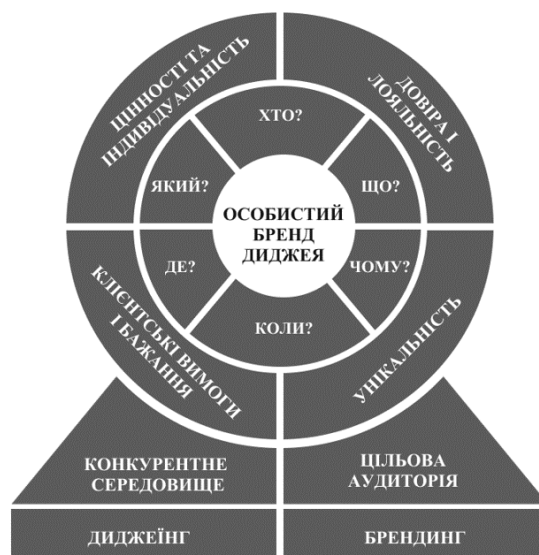 ЦІННОСТІ ТА
ІНДИВІДУАЛЬНІСТЬ
ДОВІРА І
ЛОЯЛЬНІСТЬ
ХТО?
ЯКИЙ?
ЩО?
ОСОБИСТИЙ
БРЕНД
ДИДЖЕЯ
ДЕ?
ЧОМУ?
КОЛИ?
КЛІЄНТСЬКІ ВИМОГИ
І БАЖАННЯ
УНІКАЛЬНІСТЬ
КОНКУРЕНТНЕ
СЕРЕДОВИЩЕ
ЦІЛЬОВА
АУДИТОРІЯ
ДИДЖЕЇНГ
БРЕНДИНГ